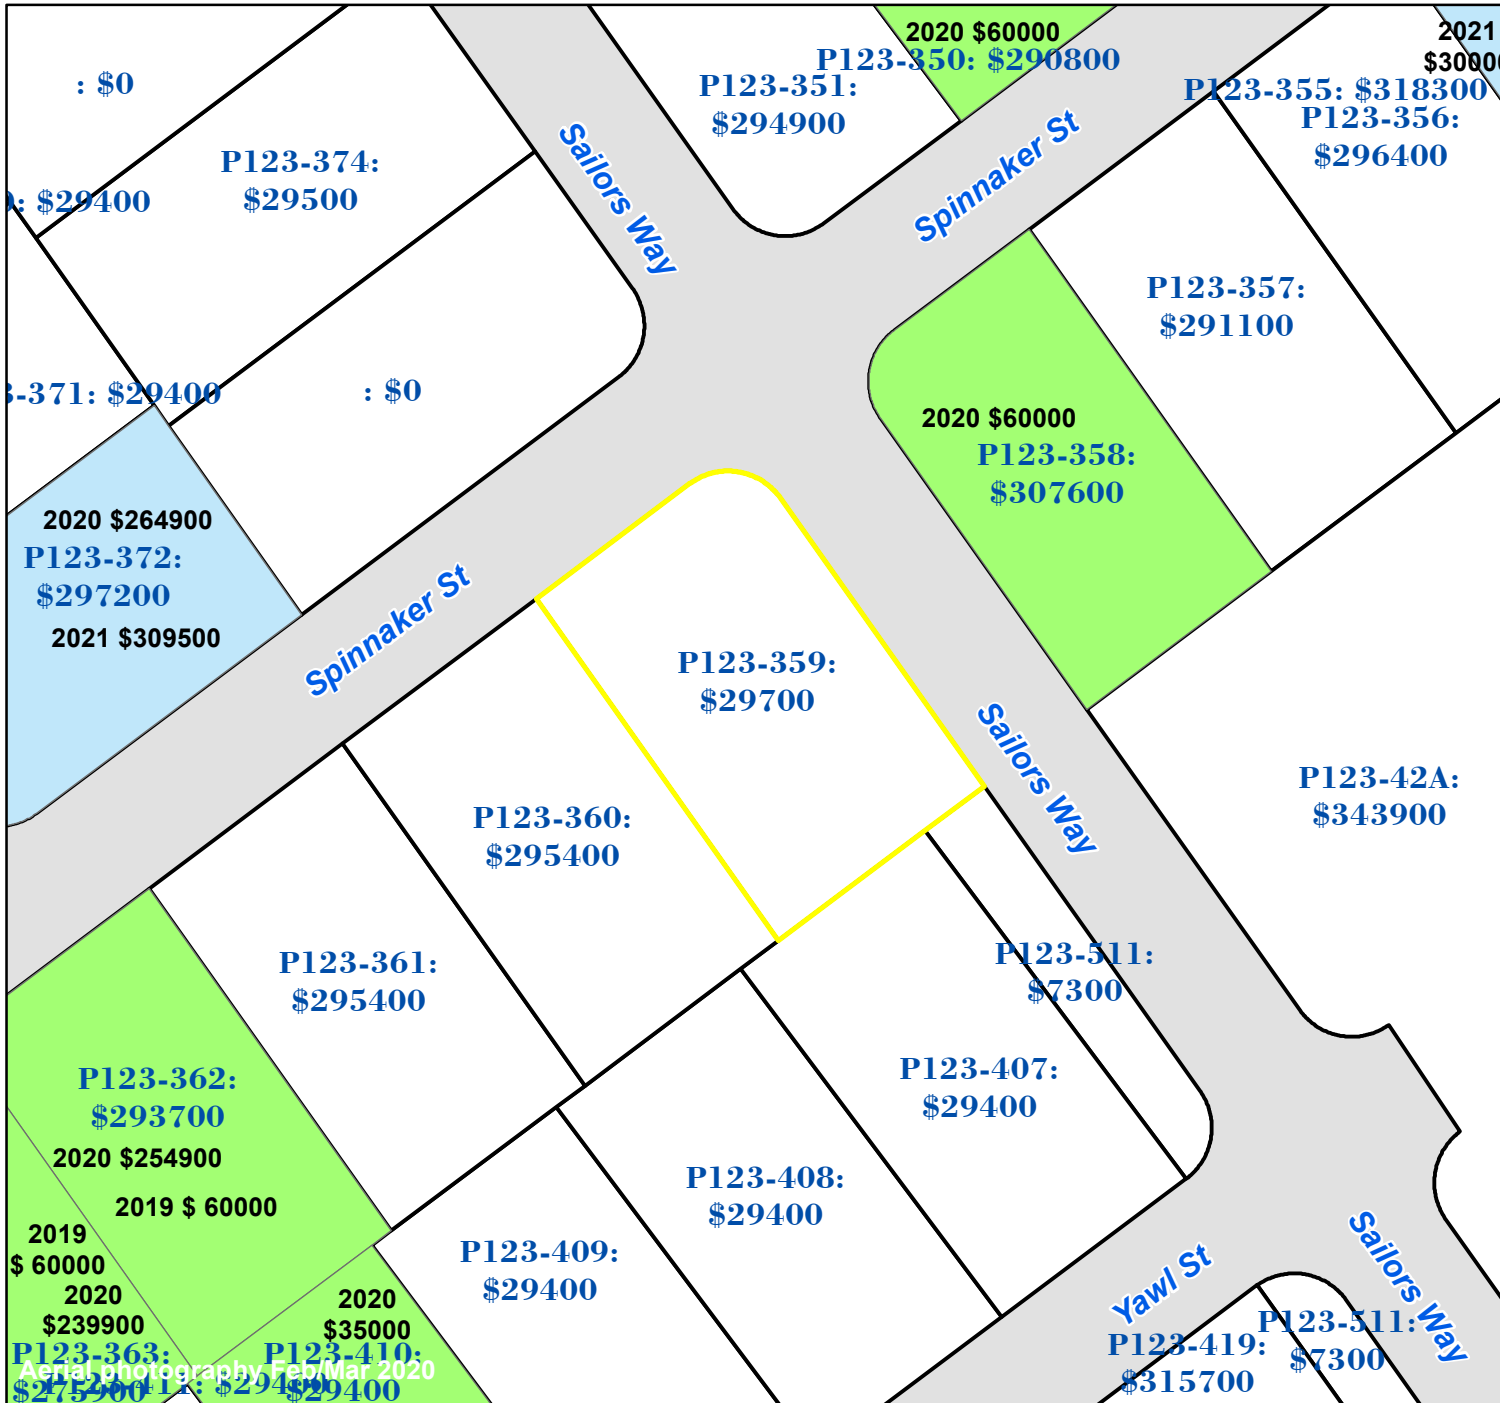 2020 $60000
P123-350: $290800
2021
$3000
: $0
P123-351:
$294900
P123-355: $318300
P123-356:
$296400
P123-374:
$29500
Sailors Way
Spinnaker St
: $29400
P123-357:
$291100
3-371: $29400
: $0
2020 $60000
P123-358:
$307600
2020 $264900
P123-372:
$297200
2021 $309500
Spinnaker St
P123-359:
$29700
Sailors Way
P123-42A:
$343900
P123-360:
$295400
P123-361:
$295400
P123-511:
$7300
P123-362:
$293700
2020 $254900
2019 $ 60000
P123-407:
$29400
P123-408:
$29400
2019
$ 60000
2020
$239900
P123-409:
$29400
2020
$35000
Yawl St
Sailors Way
P123-511:
$7300
P123-363:
$275900
P123-410:
$29400
P123-419:
$315700
Aerial photography Feb/Mar 2020